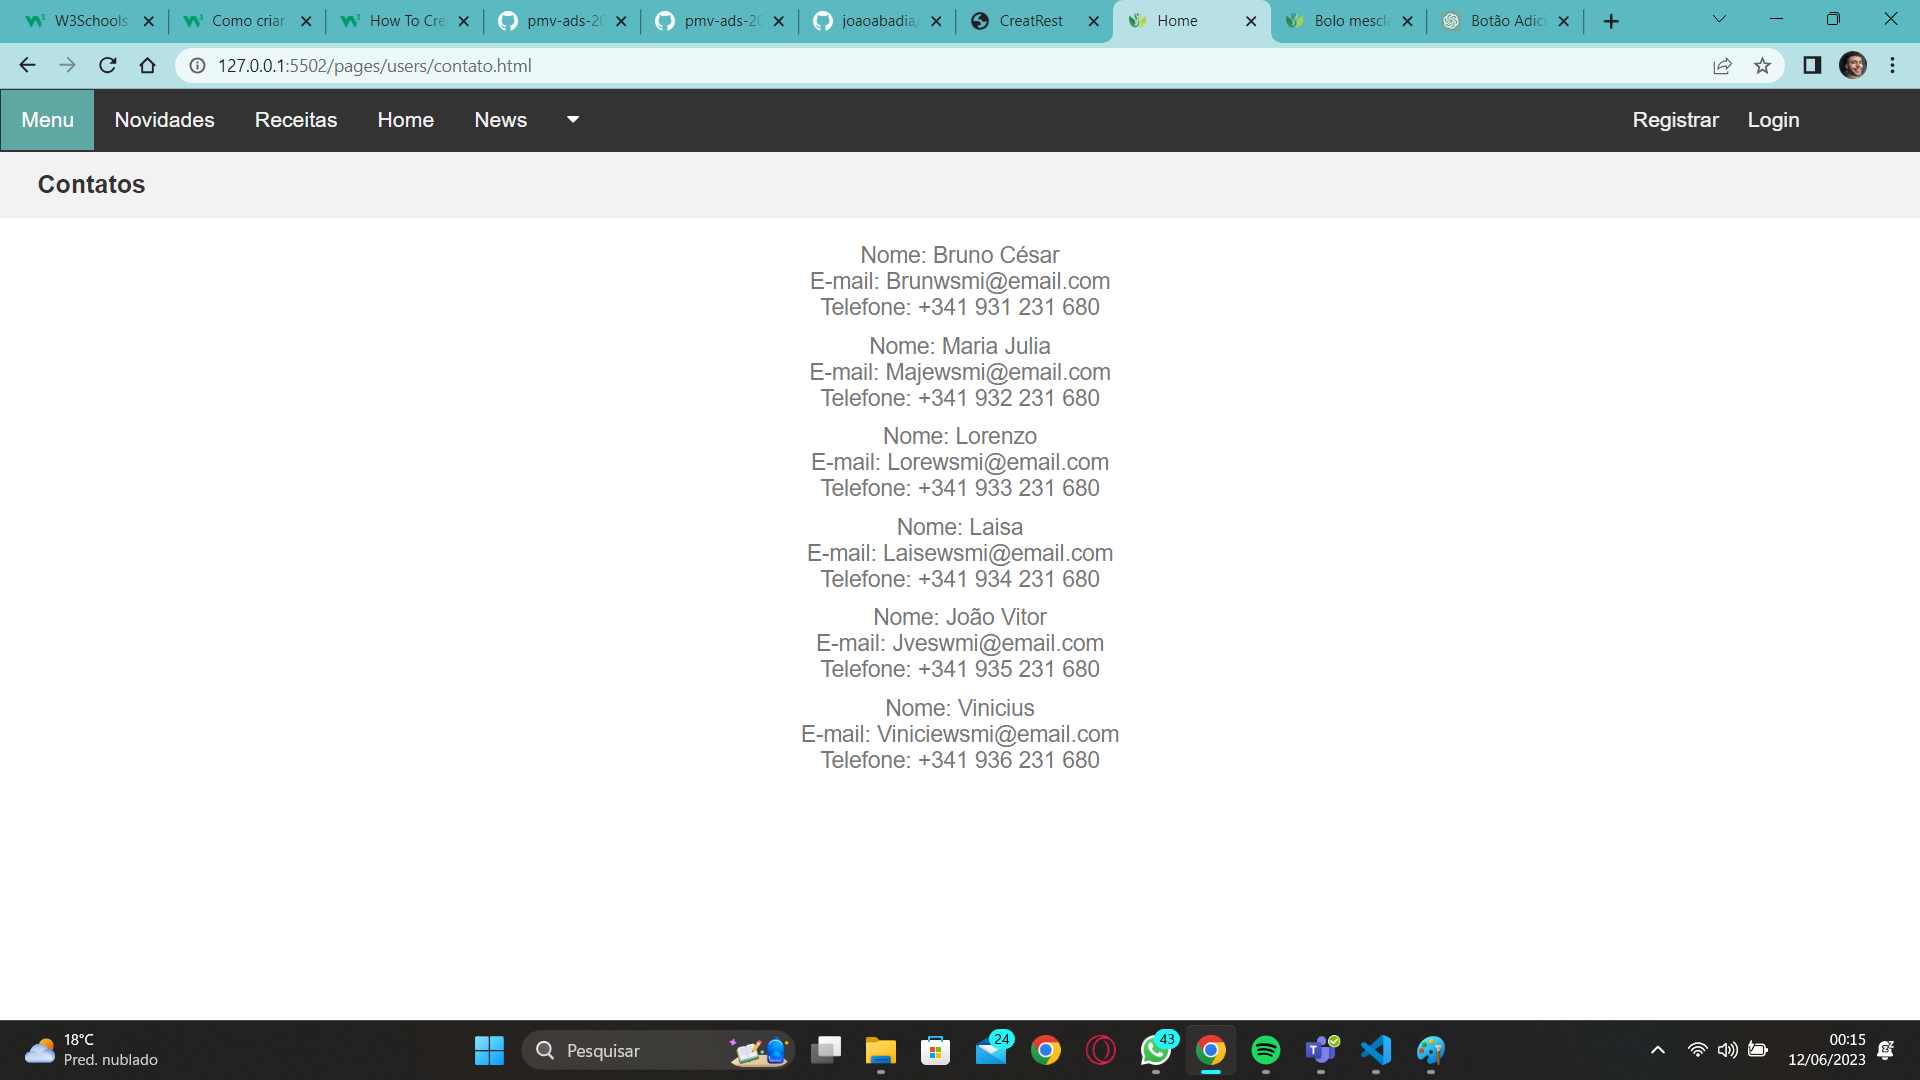 W3Schools
Como criar
How To Cre
pmv-ads-20
pmv-ads-20
joaoabadia/
CreatRest
Home
Bolo mescla
Botão Adici
127.0.0.1:5502/pages/users/contato.html
Menu Novidades Receitas Home News Registrar Login
Contatos
Nome: Bruno César
E-mail: Brunwsmi@email.com
Telefone: +341 931 231 680
Nome: Maria Julia
E-mail: Majewsmi@email.com
Telefone: +341 932 231 680
Nome: Lorenzo
E-mail: Lorewsmi@email.com
Telefone: +341 933 231 680
Nome: Laisa
E-mail: Laisewsmi@email.com
Telefone: +341 934 231 680
Nome: João Vitor
E-mail: Jveswmi@email.com
Telefone: +341 935 231 680
Nome: Vinicius
E-mail: Viniciewsmi@email.com
Telefone: +341 936 231 680
18°C
Pred. nublado
Pesquisar
24
43
00:15
12/06/2023